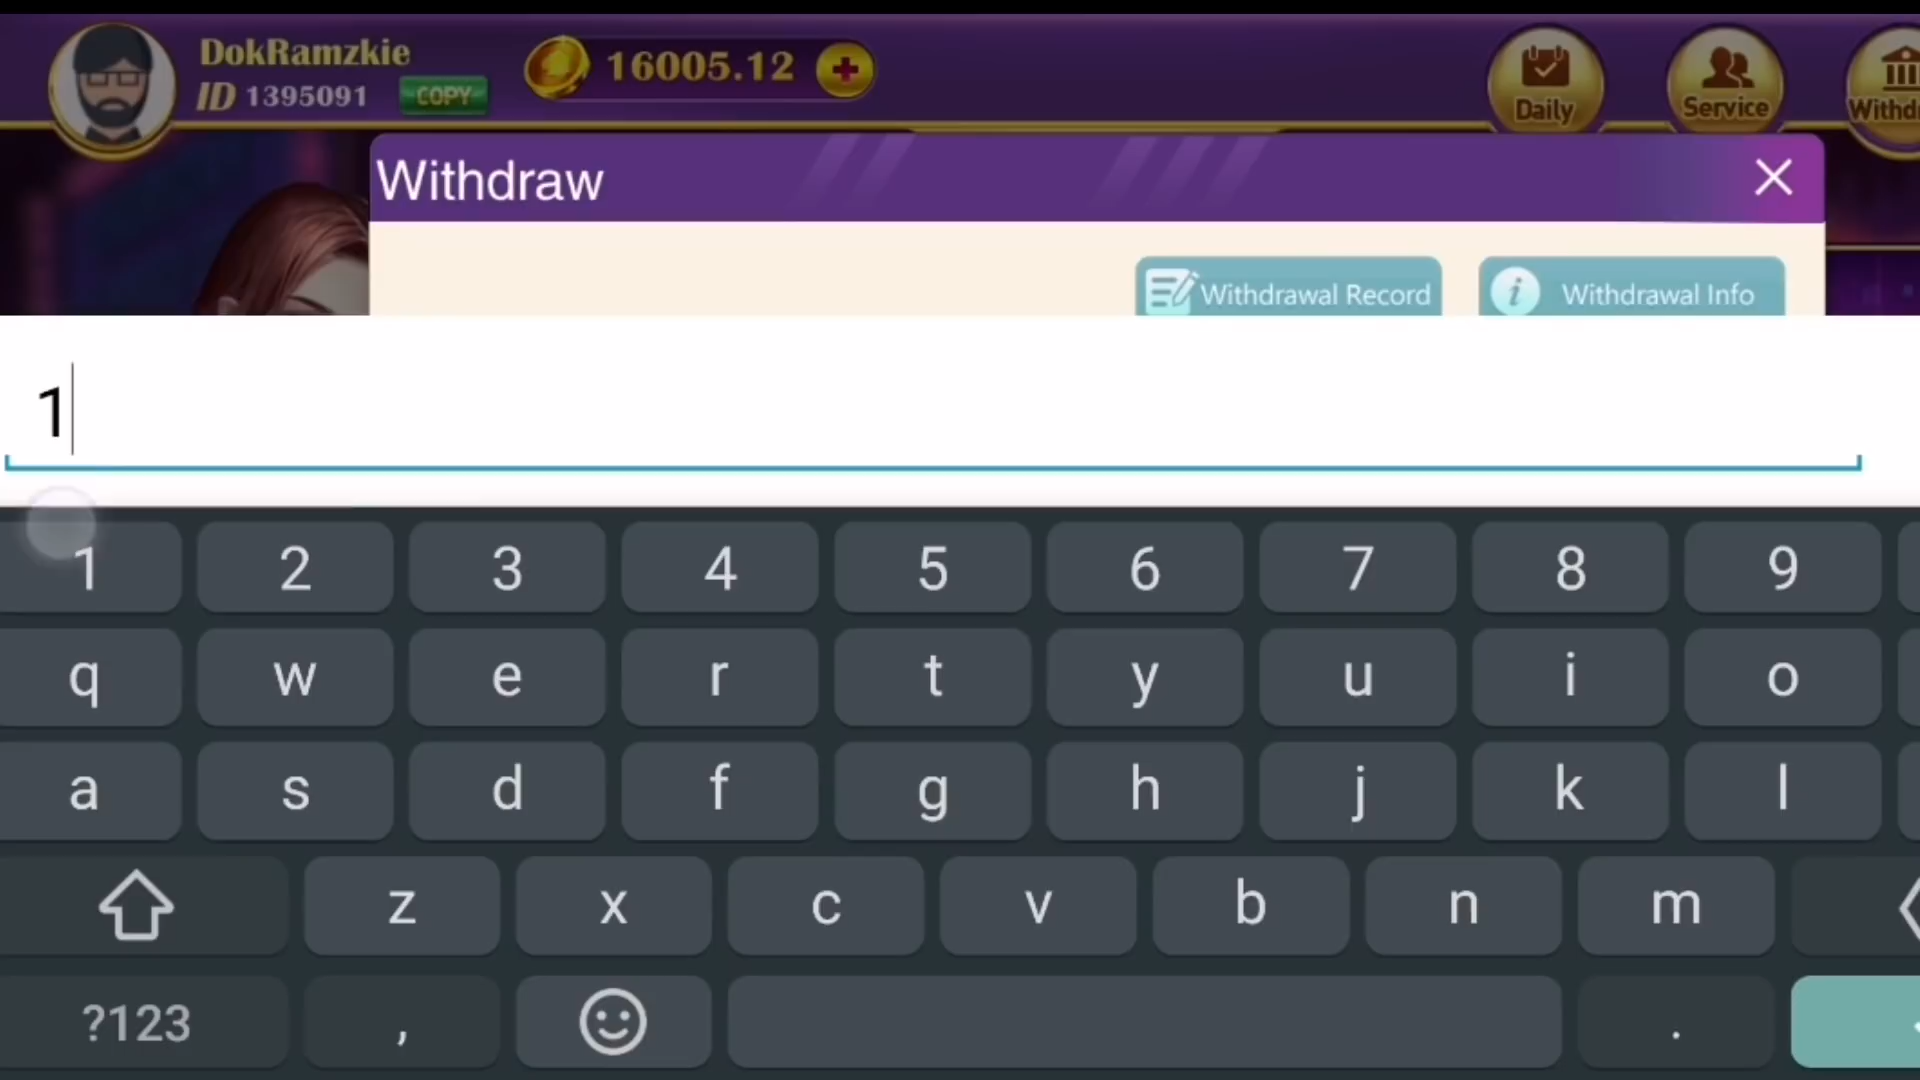 DokRamzkie
16005.12
ID 1395091
COPY
Daily
Service
Withdraw
Withdrawal Record
Withdrawal Info
1
1 2 3 4 5 6 7 8 9
q w e r t y u i o
a s d f g h j k l
z x c v b n m
?123 , .